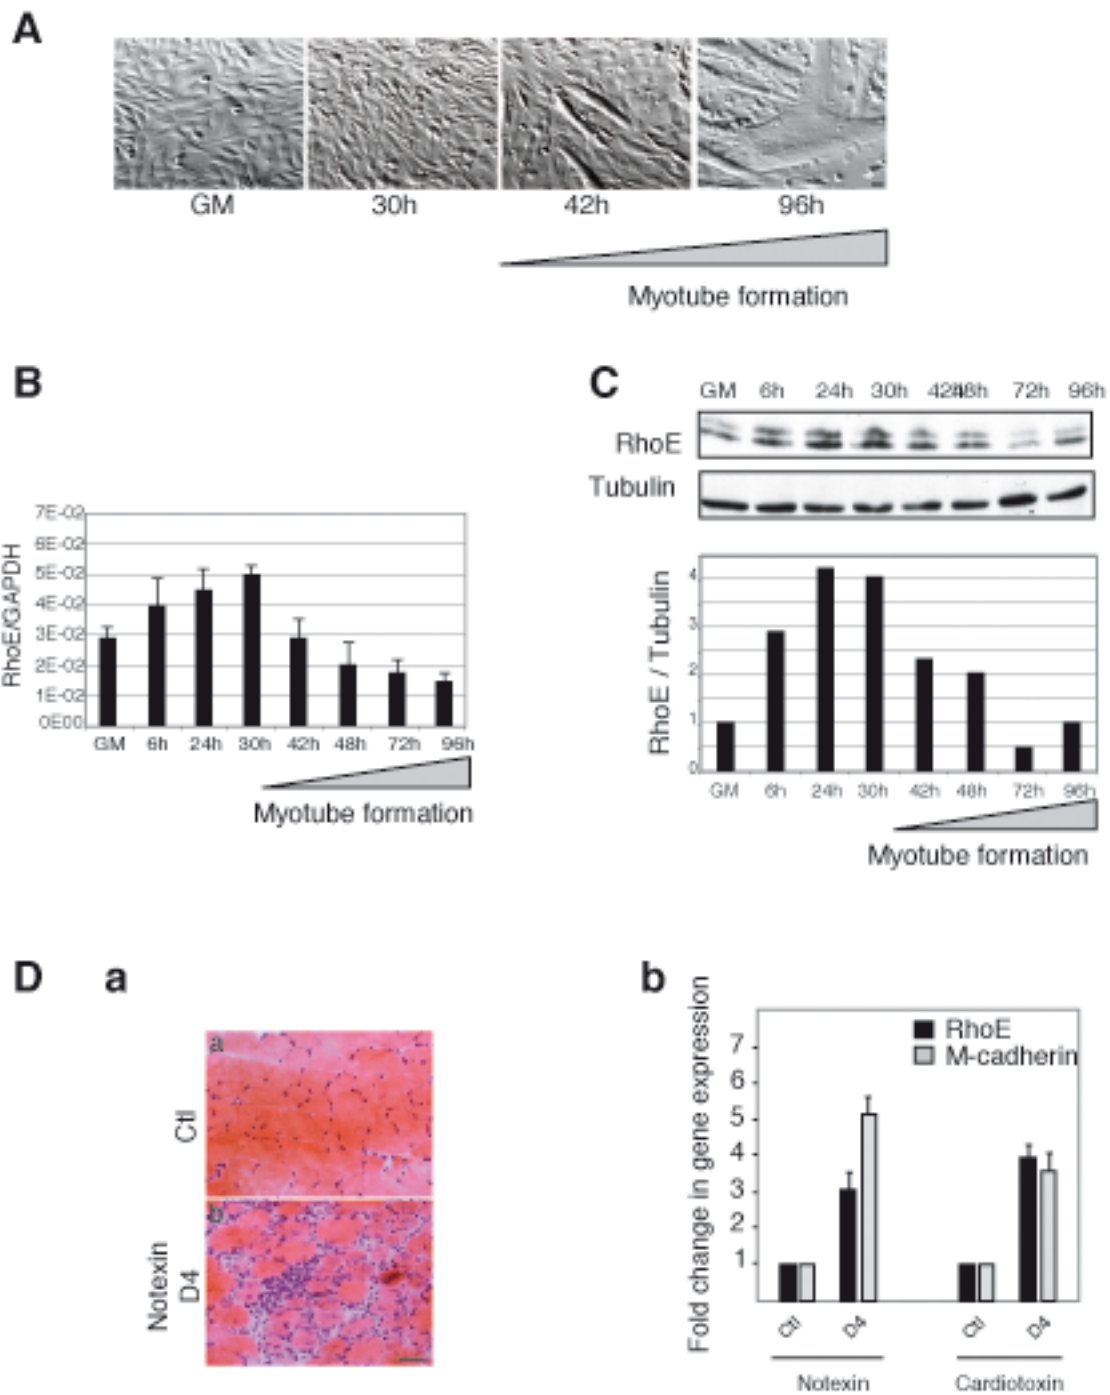 A
GM 30h 42h 96h
Myotube formation
B
RhoE/GAPDH
7E-02
6E-02
5E-02
4E-02
3E-02
2E-02
1E-02
0E00
GM 6h 24h 30h 42h 48h 72h 96h
Myotube formation
C
GM 6h 24h 30h 42h 48h 72h 96h
RhoE
Tubulin
RhoE / Tubulin
4
3
2
1
0
GM 6h 24h 30h 42h 48h 72h 96h
Myotube formation
D a
a
Ctl
b
Notexin
D4
b
Fold change in gene expression
RhoE
M-cadherin
7
6
5
4
3
2
1
Ctl D4 Ctl D4
Notexin Cardiotoxin